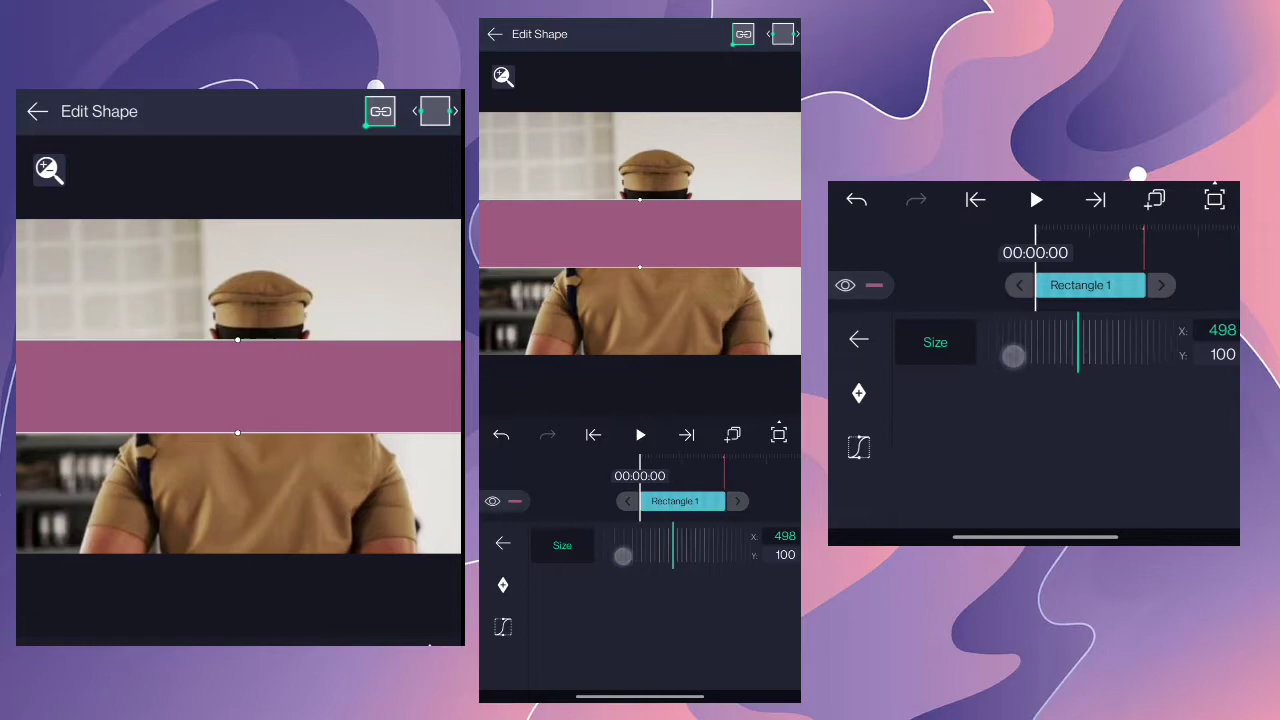 Edit Shape
Edit Shape
00:00:00
Rectangle 1
Size
X: 498
Y: 100
00:00:00
Rectangle 1
Size
X: 498
Y: 100